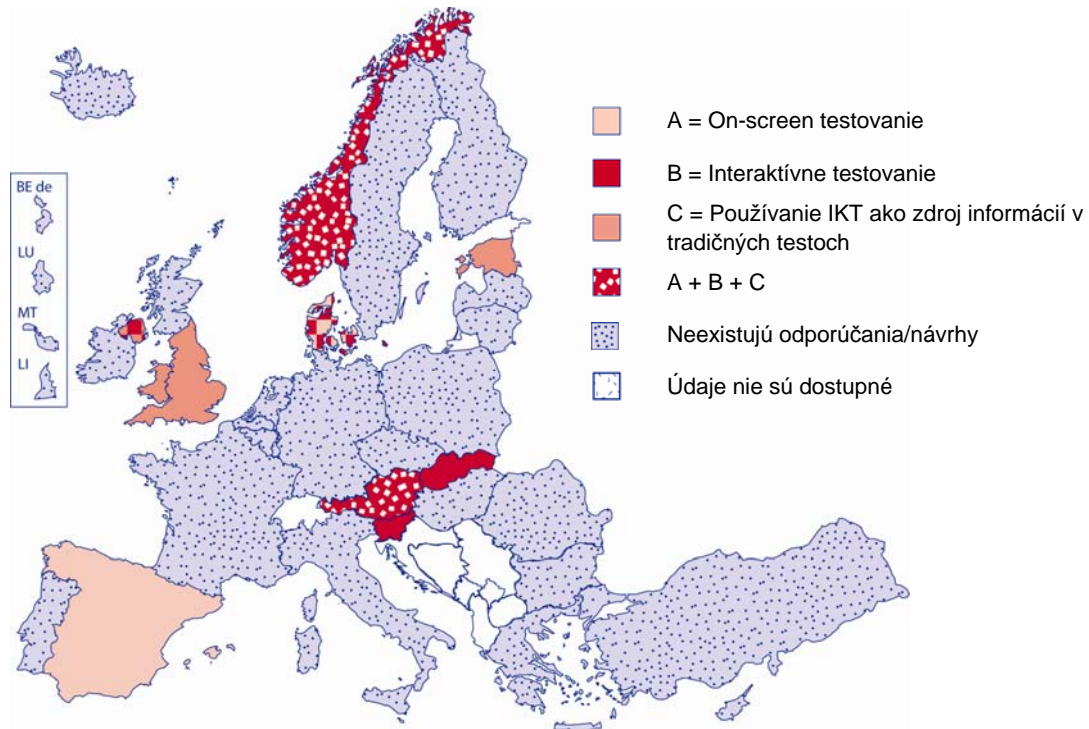 A = On-screen testovanie
B = Interaktívne testovanie
C = Používanie IKT ako zdroj informácií v
tradičných testoch
A + B + C
Neexistujú odporúčania/návrhy
Údaje nie sú dostupné
BE de
LU
MT
LI